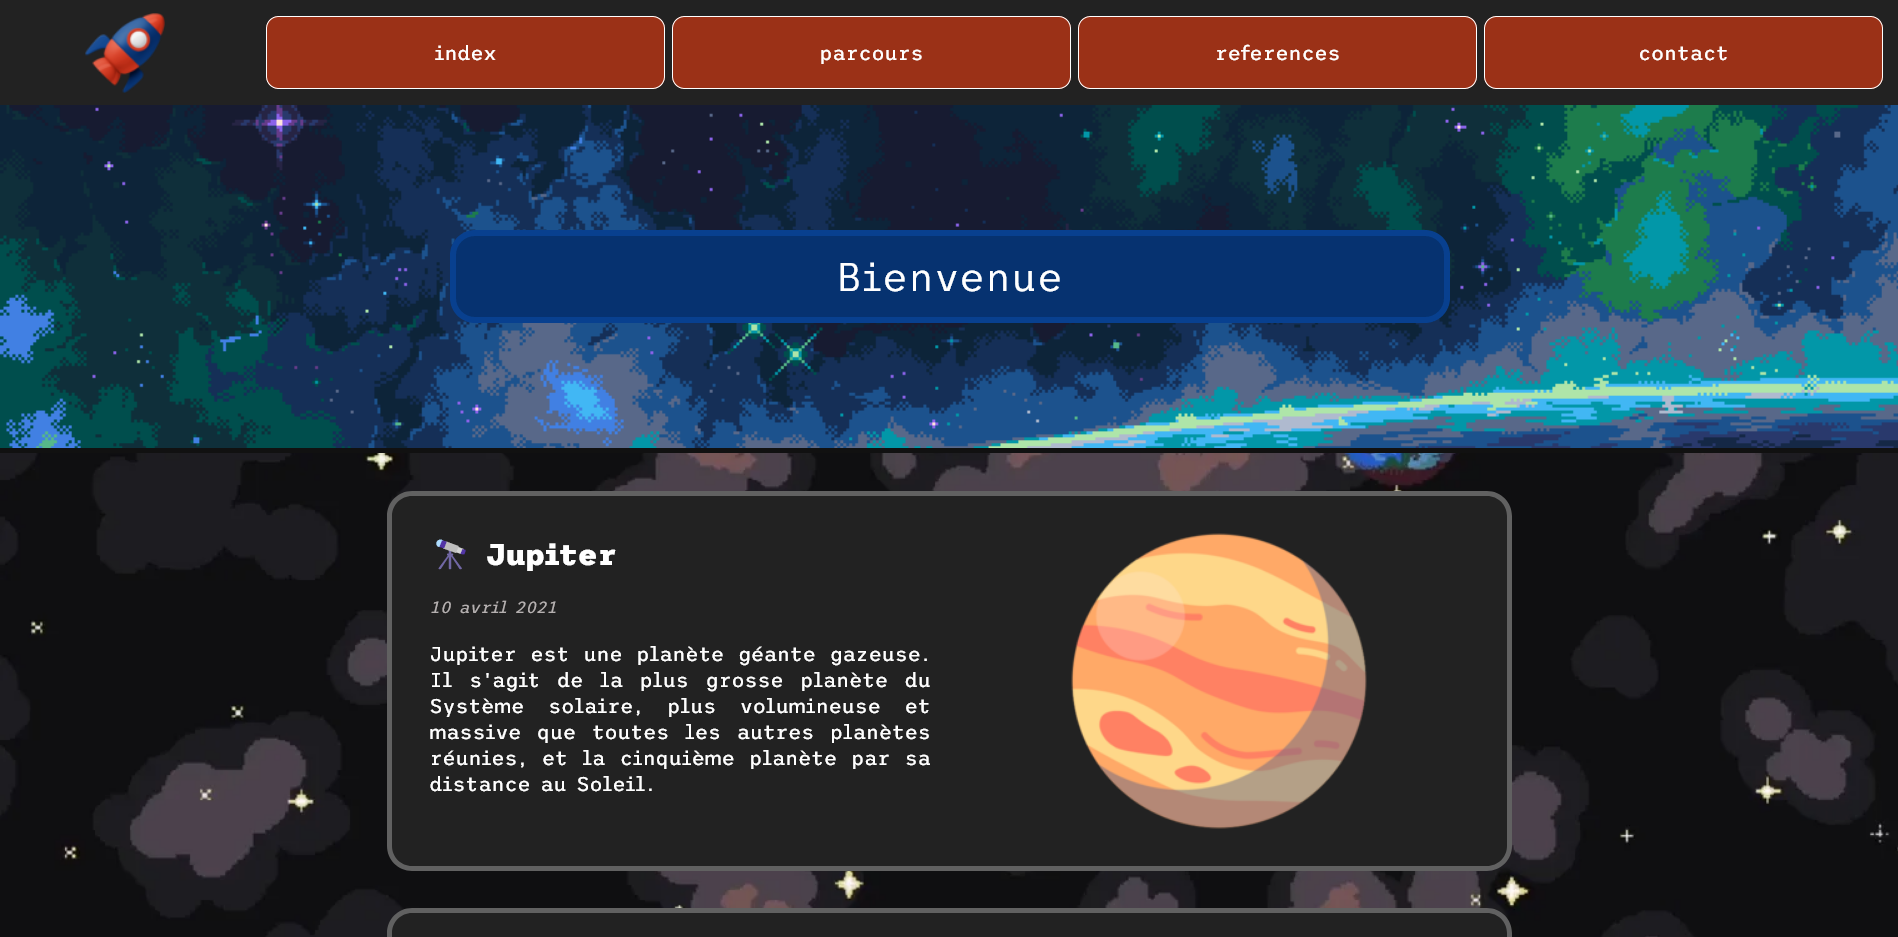 index
parcours
references
contact
Bienvenue
Jupiter
10 avril 2021
Jupiter est une planète géante gazeuse.
Il s'agit de la plus grosse planète du
Système solaire, plus volumineuse et
massive que toutes les autres planètes
réunies, et la cinquième planète par sa
distance au Soleil.